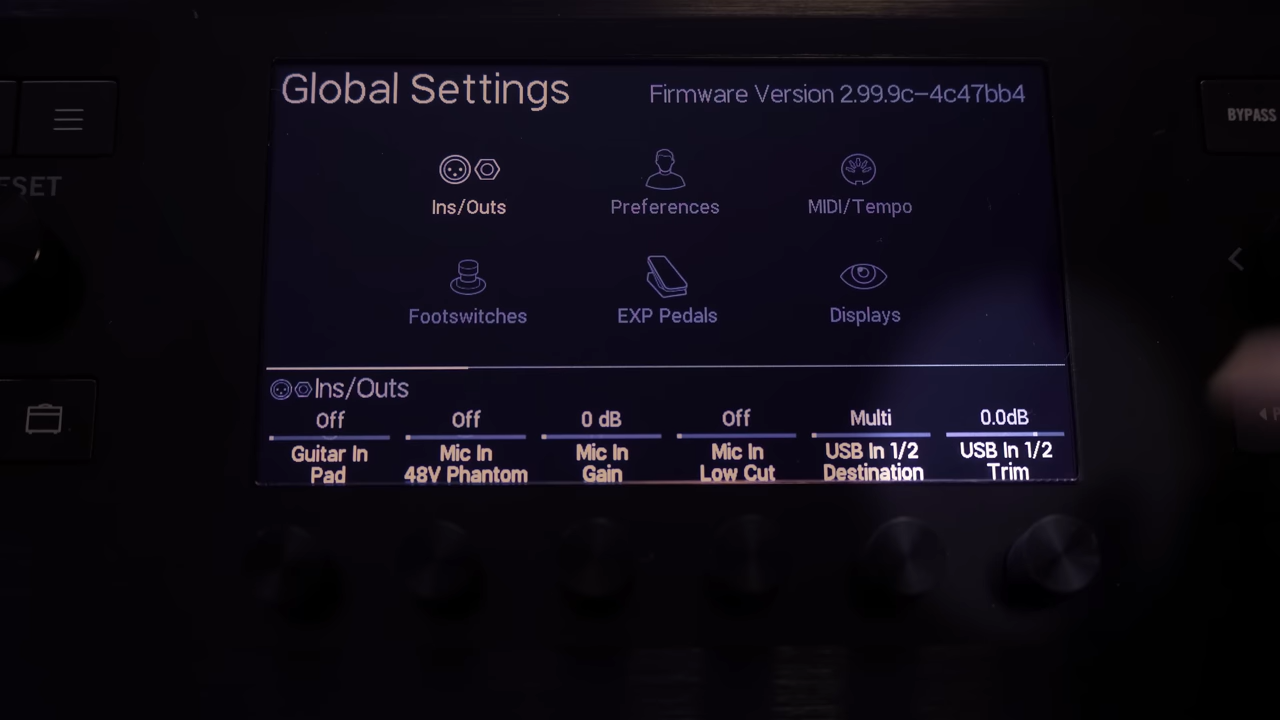 Global Settings
Firmware Version 2.99.9c-4c47bb4
BYPASS
Ins/Outs
Preferences
MIDI/Tempo
Footswitches
EXP Pedals
Displays
Ins/Outs
Off
Off
0 dB
Off
Multi
0.0dB
Guitar In
Pad
Mic In
48V Phantom
Mic In
Gain
Mic In
Low Cut
USB In 1/2
Destination
USB In 1/2
Trim